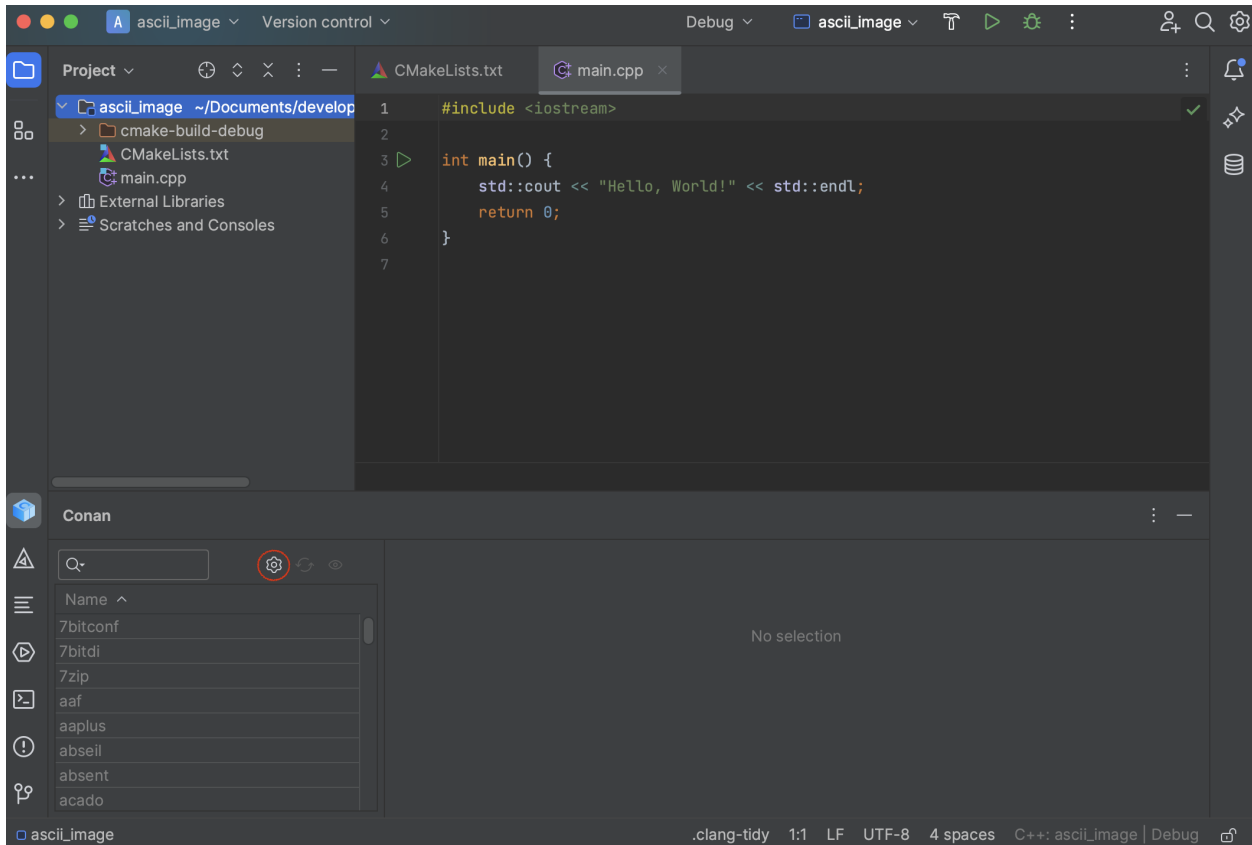 A ascii_image Version control Debug ascii_image
Project
CMakeLists.txt
main.cpp
ascii_image ~/Documents/develop
cmake-build-debug
CMakeLists.txt
main.cpp
External Libraries
Scratches and Consoles
1 #include <iostream>
2
3 int main() {
4 std::cout << "Hello, World!" << std::endl;
5 return 0;
6 }
7
Conan
Name
7bitconf
7bitdi
7zip
aaf
aaplus
abseil
absent
acado
No selection
ascii_image .clang-tidy 1:1 LF UTF-8 4 spaces C++: ascii_image | Debug